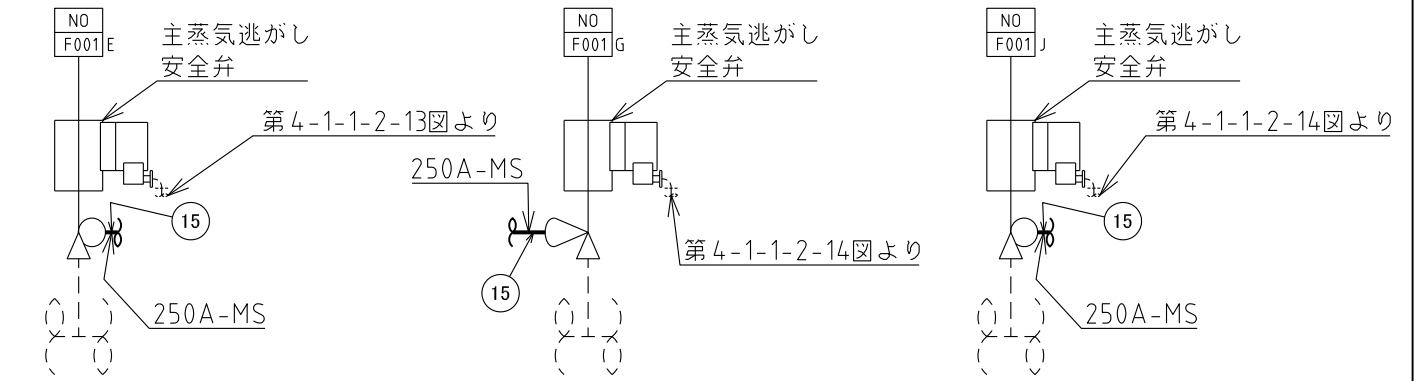 NO
F001 E
主蒸気逃がし
安全弁
第4-1-1-2-13図より
15
250A-MS
NO
F001 G
主蒸気逃がし
安全弁
250A-MS
第4-1-1-2-14図より
15
NO
F001 J
主蒸気逃がし
安全弁
第4-1-1-2-14図より
15
250A-MS